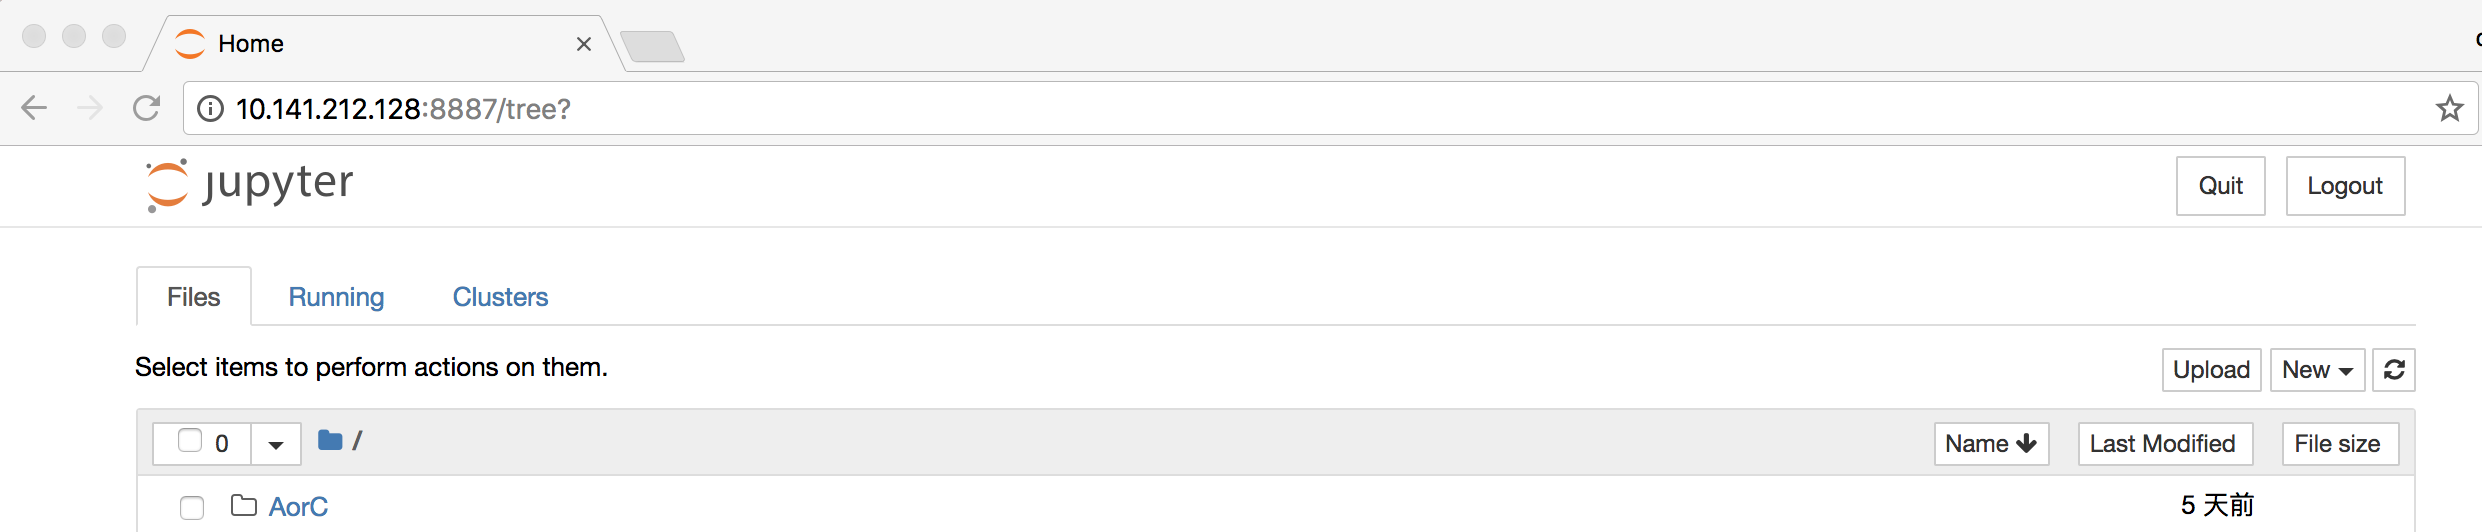 Home
10.141.212.128:8887/tree?
jupyter
Quit Logout
Files Running Clusters
Select items to perform actions on them.
Upload New
0 / Name Last Modified File size
AorC 5 天前